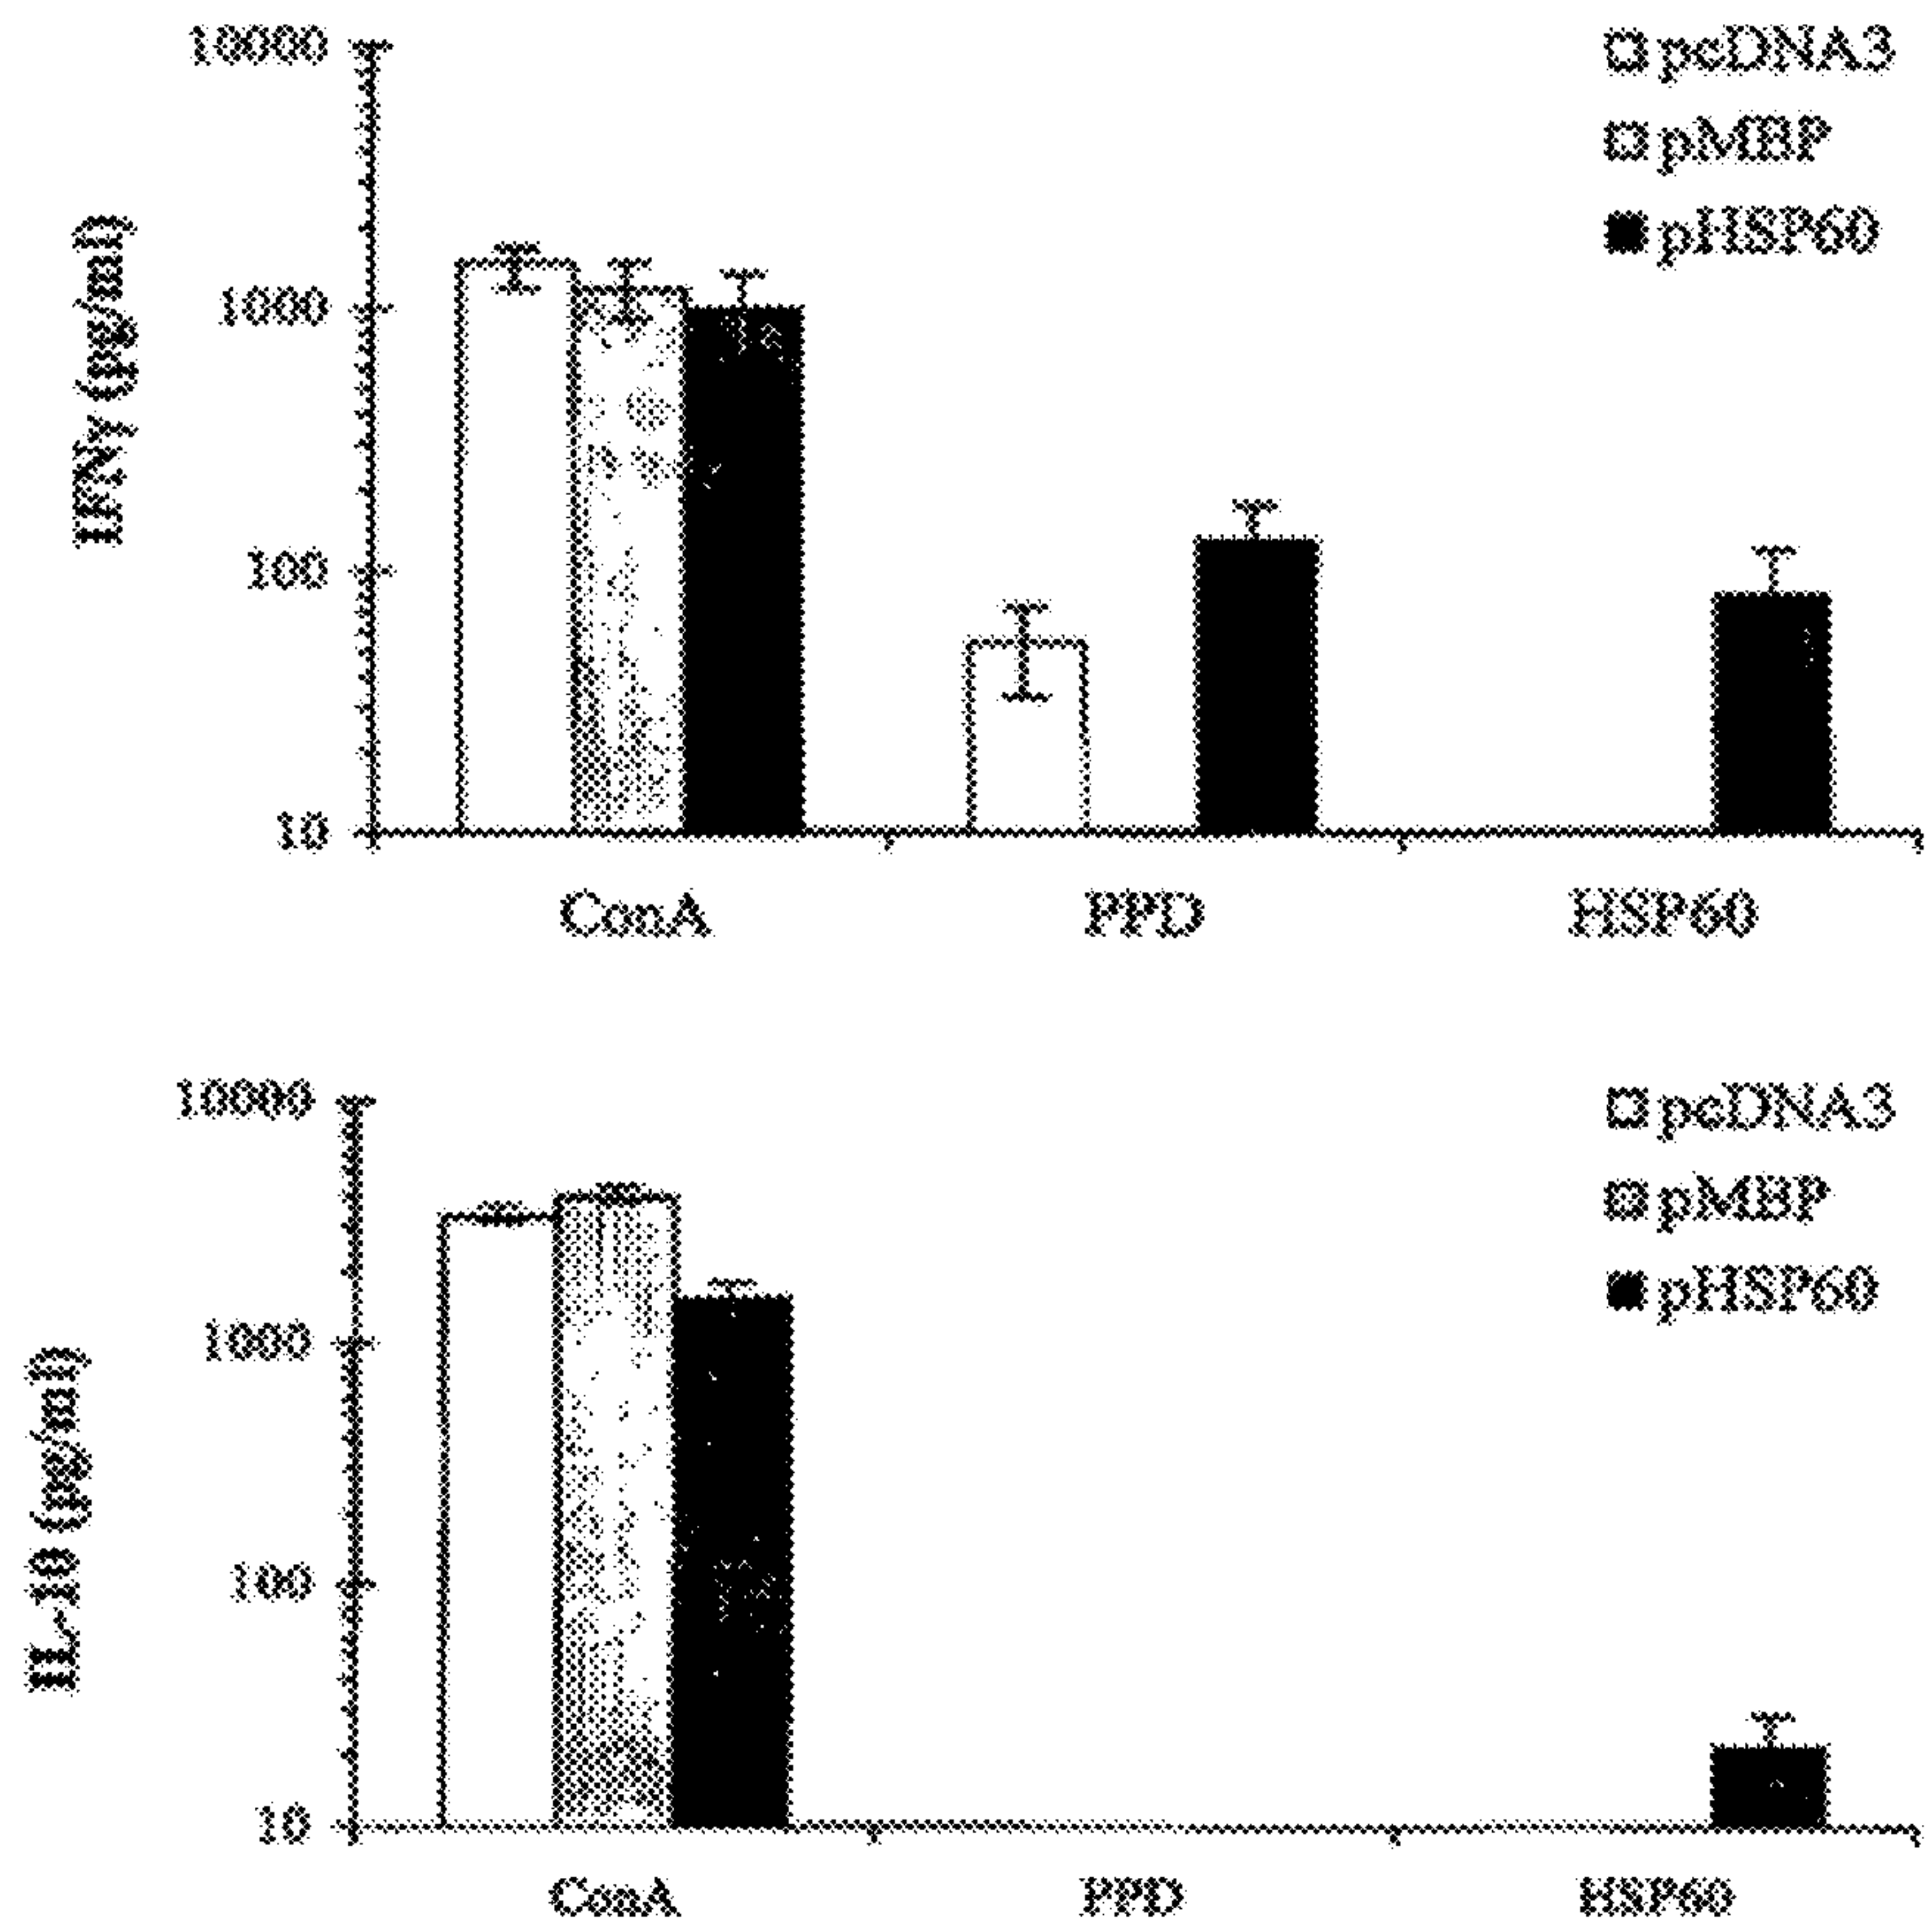 10000
1000
100
10
IFNγ (pg/ml)
pcDNA3
pMBP
pHSP60
ConA PPD HSP60
10000
1000
100
10
IL-10 (pg/ml)
pcDNA3
pMBP
pHSP60
ConA PPD HSP60